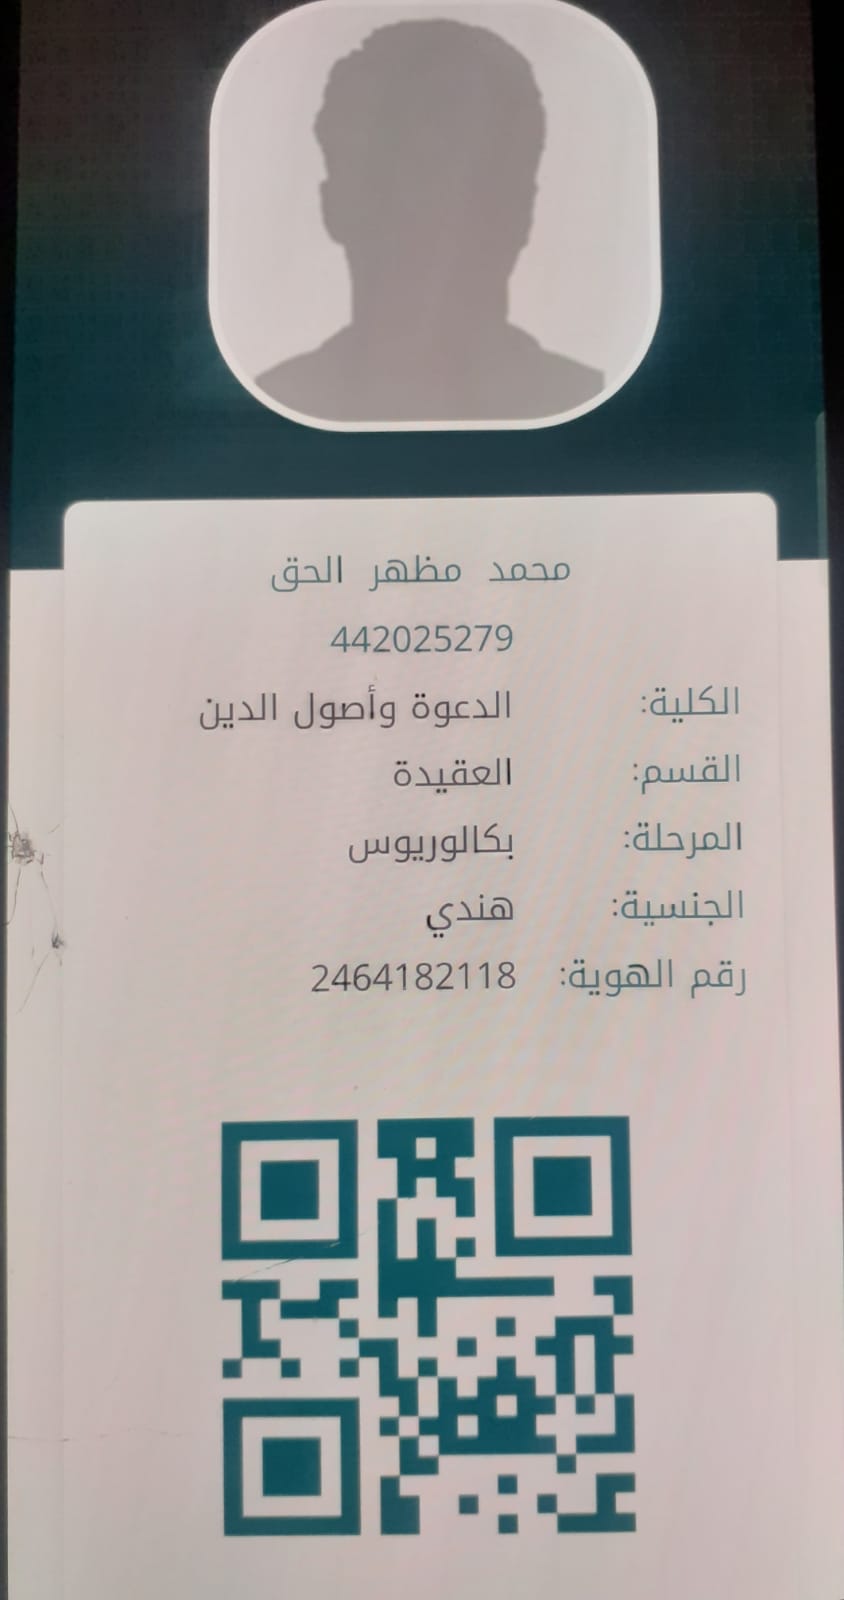 محمد مظهر الحق
442025279
الكلية: الدعوة وأصول الدين
القسم: العقيدة
المرحلة: بكالوريوس
الجنسية: هندي
رقم الهوية: 2464182118